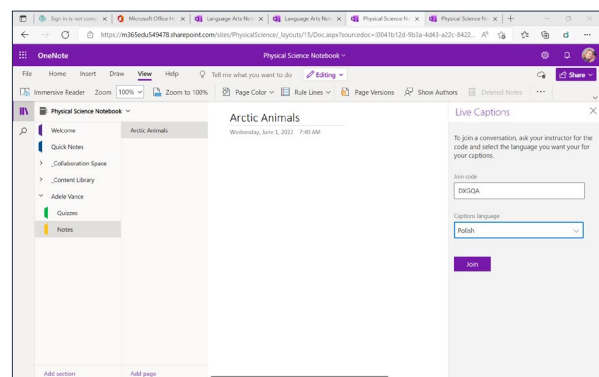 Sign in is not comp
Microsoft Office Ho
Language Arts Note
Language Arts Note
Physical Science No
Physical Science No
https://m365edu549478.sharepoint.com/sites/PhysicalScience/_layouts/15/Doc.aspx?sourcedoc={0041b12d-9b3a-4d43-a22c-8422...
OneNote
Physical Science Notebook
File Home Insert Draw View Help Tell me what you want to do Editing Share
Immersive Reader Zoom 100% Zoom to 100% Page Color Rule Lines Page Versions Show Authors Deleted Notes
Physical Science Notebook
Welcome
Quick Notes
_Collaboration Space
_Content Library
Adele Vance
Quizzes
Notes
Add section
Arctic Animals
Add page
Arctic Animals
Wednesday, June 1, 2022 7:40 AM
Live Captions
To join a conversation, ask your instructor for the
code and select the language you want your for
your captions.
Join code
DXGQA
Captions language
Polish
Join